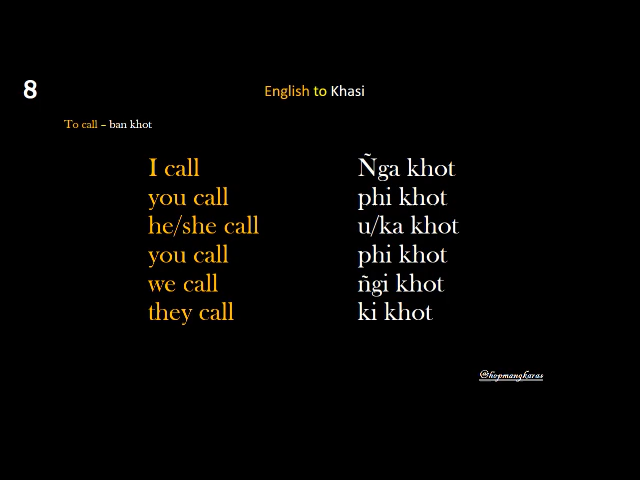 8
English to Khasi
To call – ban khot
I call Ñga khot
you call phi khot
he/she call u/ka khot
you call phi khot
we call ñgi khot
they call ki khot
@hopmangkaras